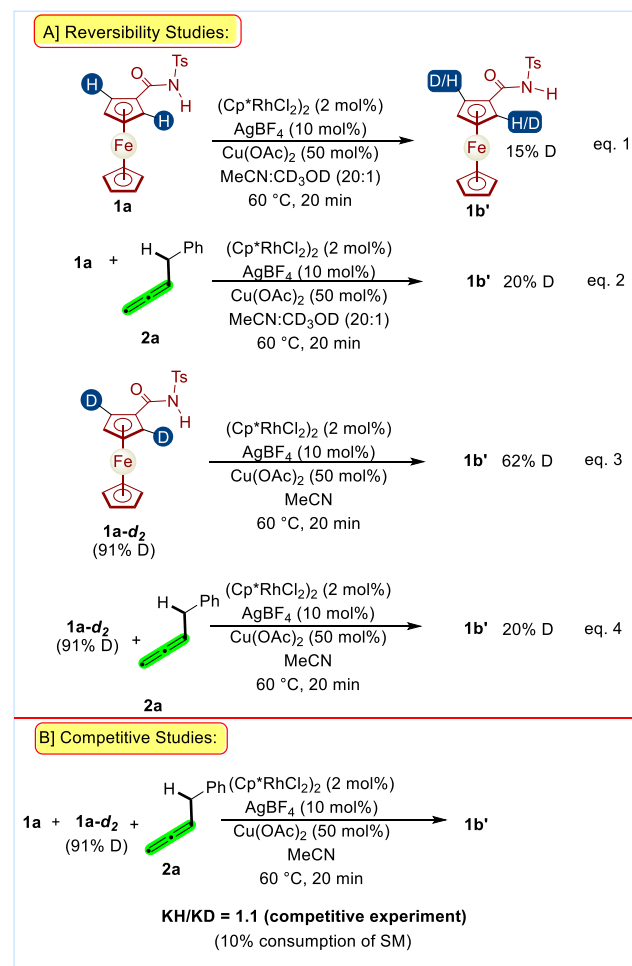 A] Reversibility Studies:
Ts
O
N
H
H
H
Fe
1a
(Cp*RhCl2)2 (2 mol%)
AgBF4 (10 mol%)
Cu(OAc)2 (50 mol%)
MeCN:CD3OD (20:1)
60 °C, 20 min
Ts
O
N
H
D/H
H/D
Fe
15% D
eq. 1
1b'
1a + H Ph
2a
(Cp*RhCl2)2 (2 mol%)
AgBF4 (10 mol%)
Cu(OAc)2 (50 mol%)
MeCN:CD3OD (20:1)
60 °C, 20 min
1b' 20% D eq. 2
Ts
O
N
H
D
D
Fe
1a-d2
(91% D)
(Cp*RhCl2)2 (2 mol%)
AgBF4 (10 mol%)
Cu(OAc)2 (50 mol%)
MeCN
60 °C, 20 min
1b' 62% D eq. 3
1a-d2
(91% D) + H Ph
2a
(Cp*RhCl2)2 (2 mol%)
AgBF4 (10 mol%)
Cu(OAc)2 (50 mol%)
MeCN
60 °C, 20 min
1b' 20% D eq. 4
B] Competitive Studies:
1a + 1a-d2 + H Ph
(91% D)
2a
(Cp*RhCl2)2 (2 mol%)
AgBF4 (10 mol%)
Cu(OAc)2 (50 mol%)
MeCN
60 °C, 20 min
1b'
KH/KD = 1.1 (competitive experiment)
(10% consumption of SM)